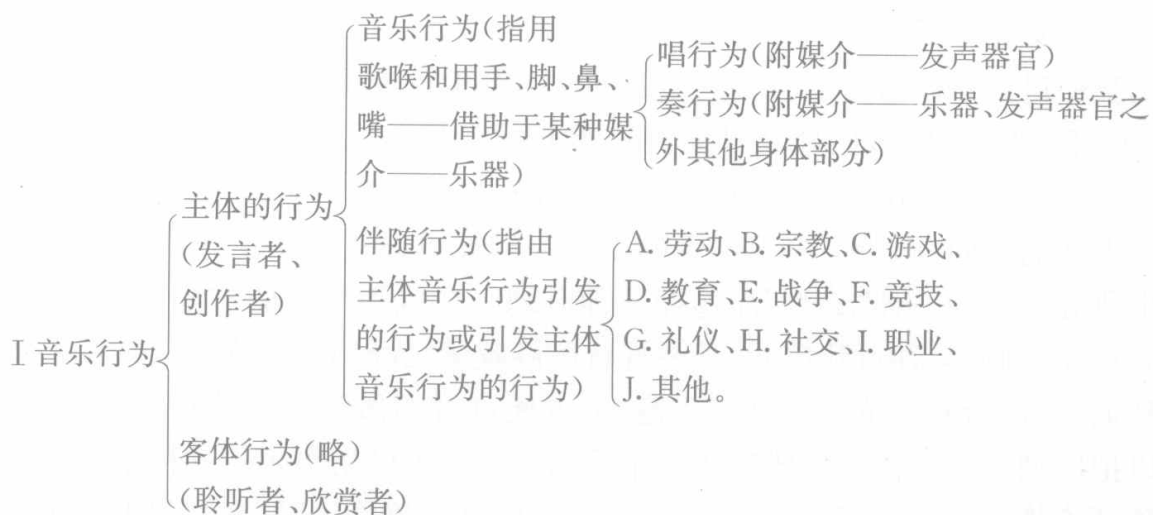 音乐行为(指用
歌喉和用手、脚、鼻、
嘴——借助于某种媒
介——乐器)
唱行为(附媒介——发声器官)
奏行为(附媒介——乐器、发声器官之
外其他身体部分)
主体的行为
(发言者、
创作者)
伴随行为(指由
主体音乐行为引发
的行为或引发主体
音乐行为的行为)
A. 劳动、B. 宗教、C. 游戏、
D. 教育、E. 战争、F. 竞技、
G. 礼仪、H. 社交、I. 职业、
J. 其他。
Ⅰ音乐行为
客体行为(略)
(聆听者、欣赏者)